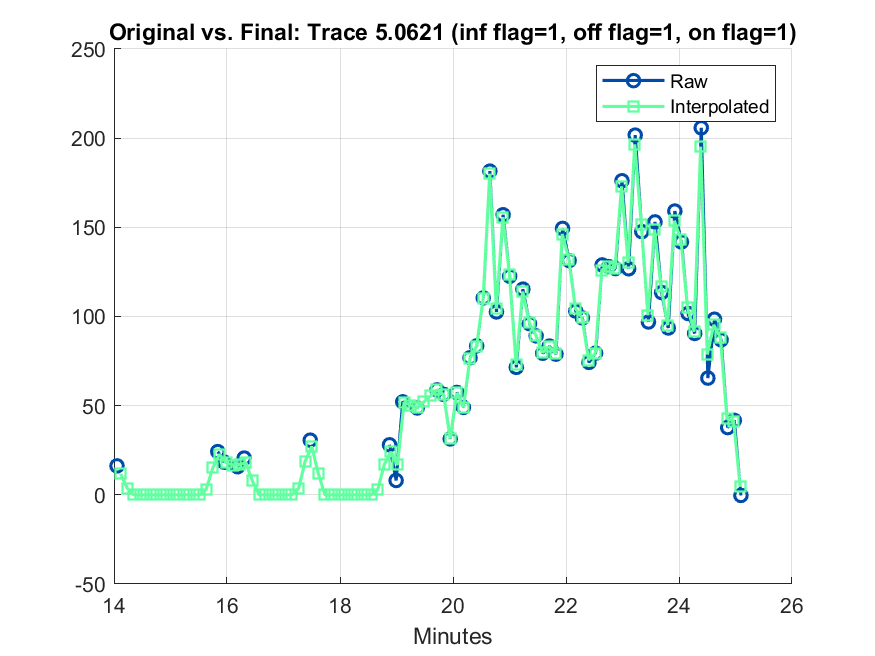 Original vs. Final: Trace 5.0621 (inf flag=1, off flag=1, on flag=1)
250
Raw
Interpolated
200
150
100
50
0
-50
14 16 18 20 22 24 26
Minutes